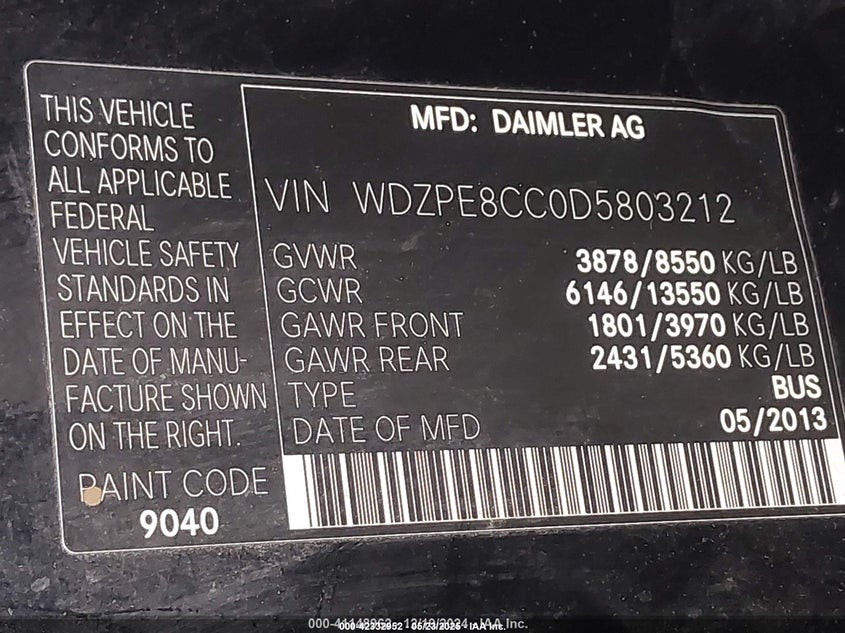 THIS VEHICLE
CONFORMS TO
ALL APPLICABLE
FEDERAL
VEHICLE SAFETY
STANDARDS IN
EFFECT ON THE
DATE OF MANU-
FACTURE SHOWN
ON THE RIGHT.
PAINT CODE
9040
MFD: DAIMLER AG
VIN WDZPE8CC0D5803212
GVWR 3878/8550 KG/LB
GCWR 6146/13550 KG/LB
GAWR FRONT 1801/3970 KG/LB
GAWR REAR 2431/5360 KG/LB
TYPE BUS
DATE OF MFD 05/2013
IAA Inc.